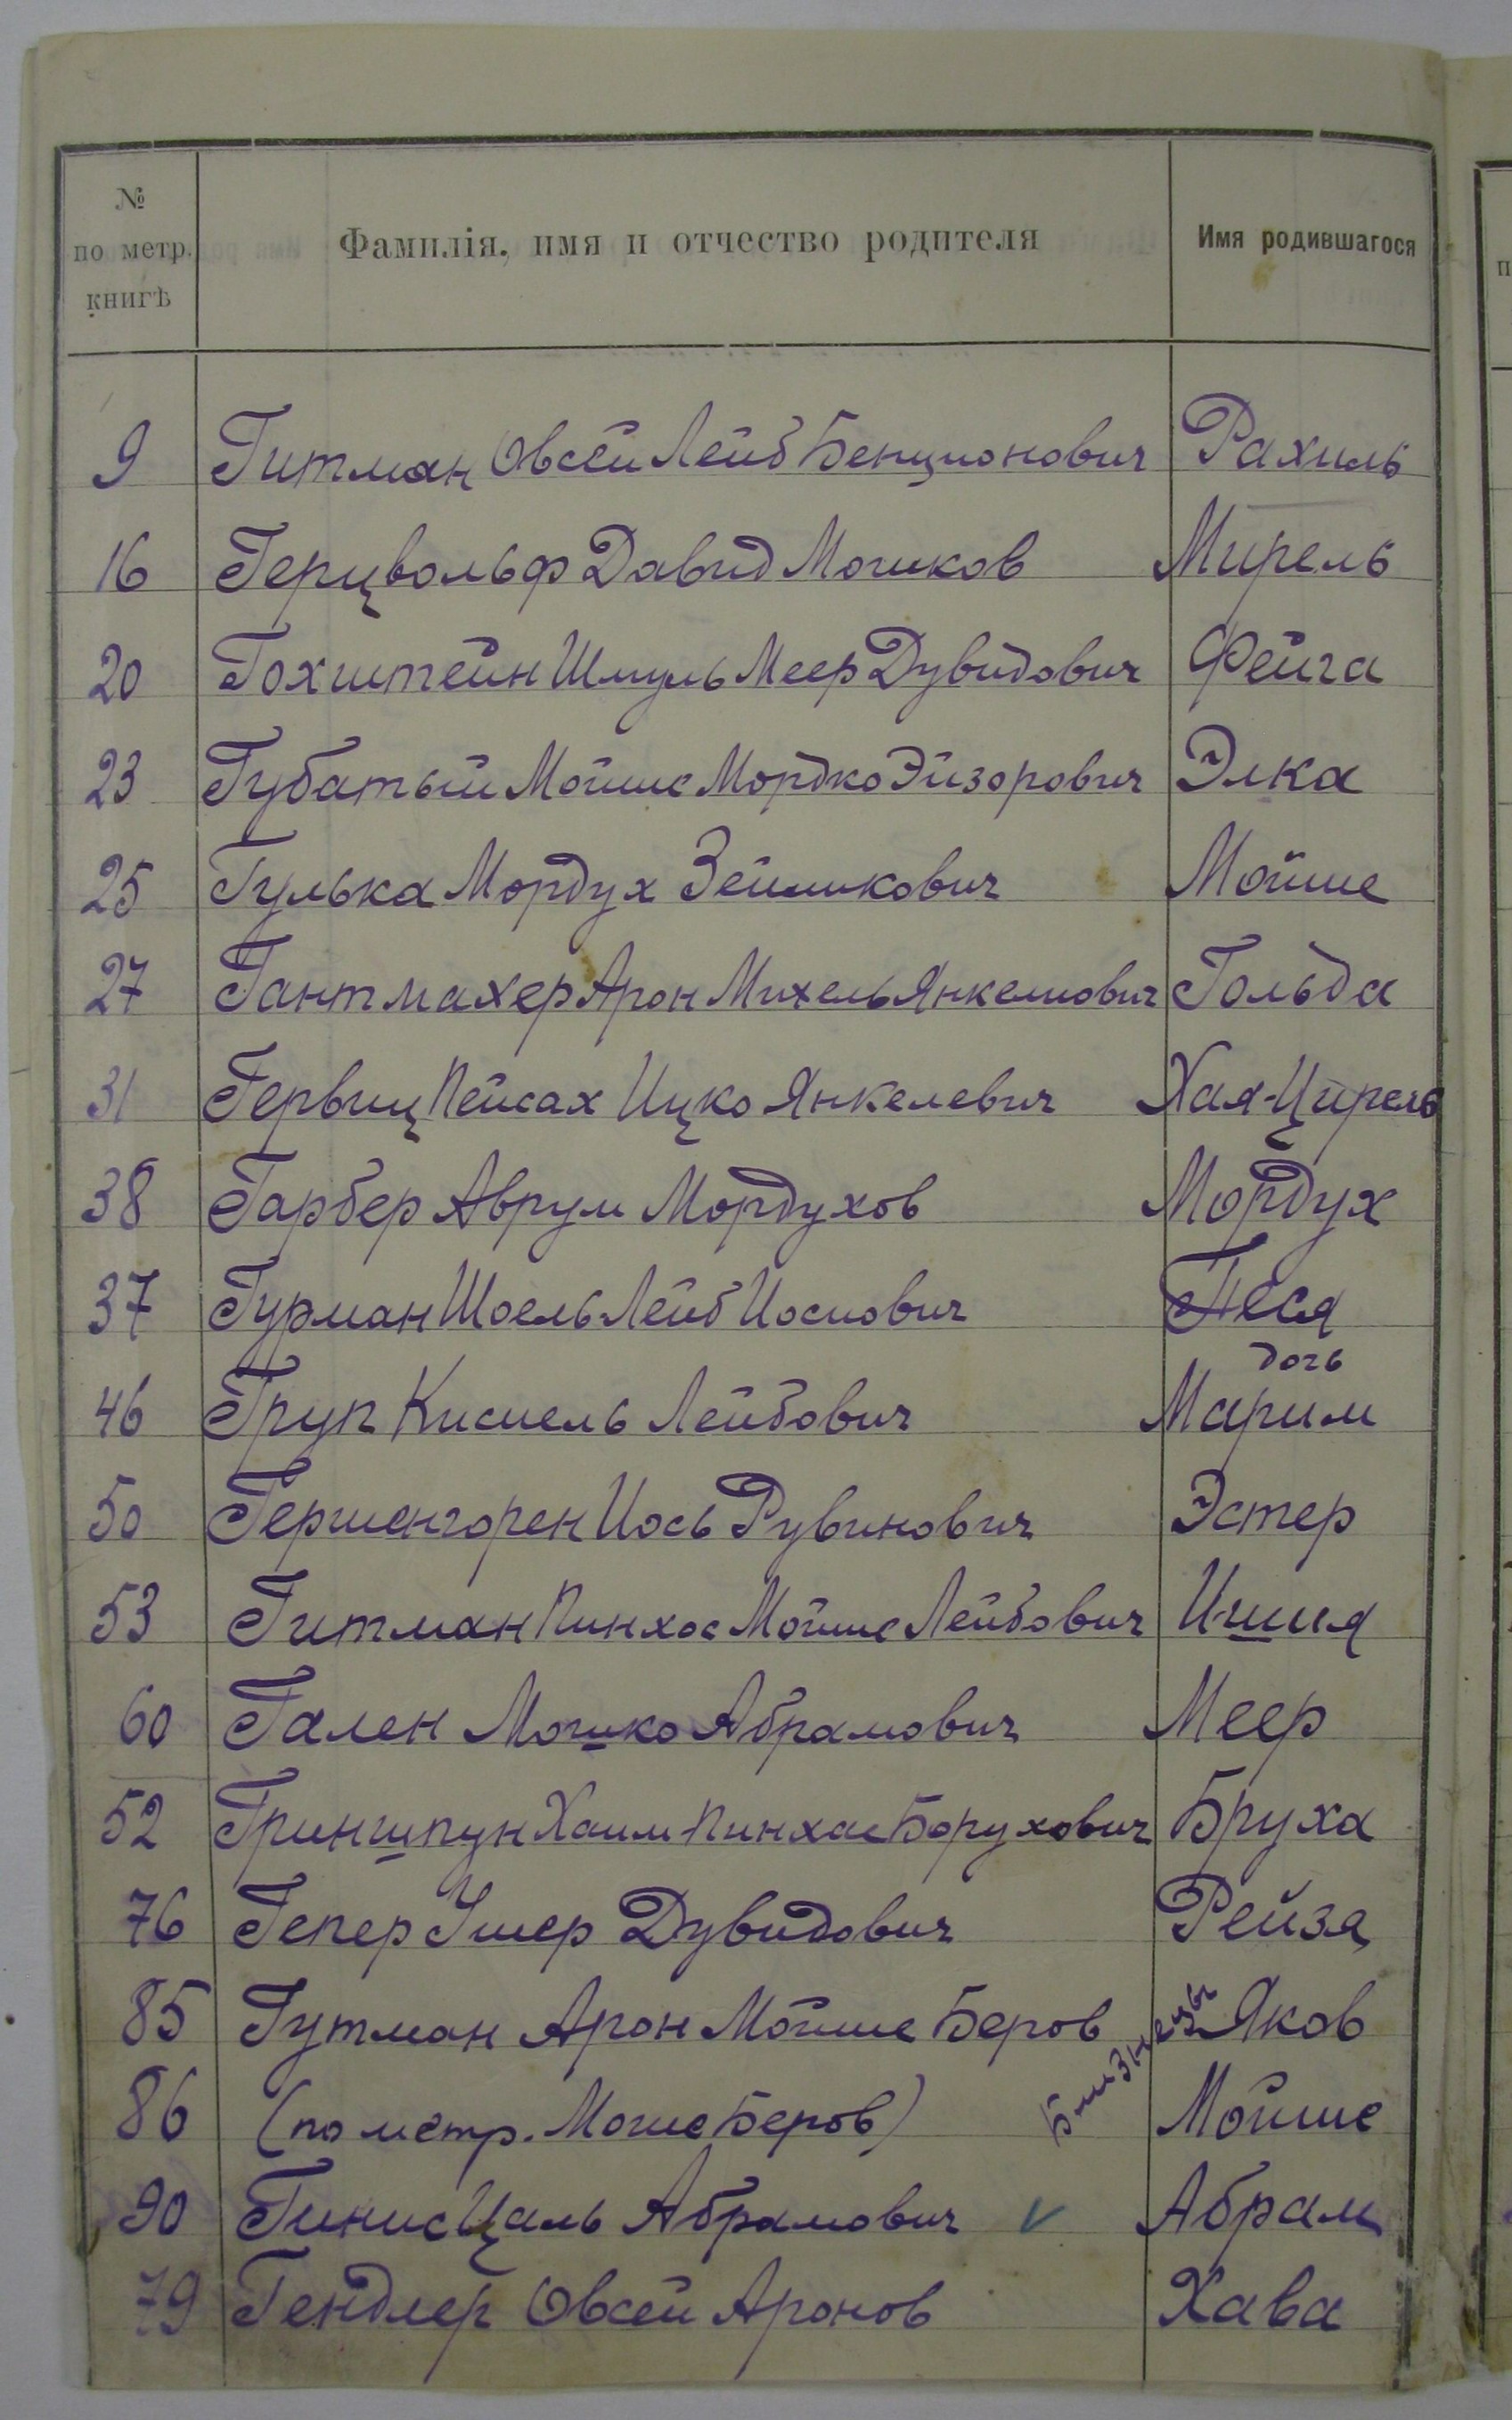 №
по метр.
книгѣ
Фамилія, имя и отчество родителя
Имя родившагося
9 Гитман Овсей Лейб Бенционович Рахиль
16 Герцвольф Давид Мошков Мирель
20 Гохштейн Шмуль Меер Дувидович Фейга
23 Губатый Мойше Мордко Эйзорович Элка
25 Гулька Мордух Зейликович Мойше
27 Гантмахер Арон Михель Янкелиович Гольда
31 Гервиц Пейсах Ицко Янкелевич Хая-Цирель
38 Гарбер Аврум Мордухов Мордух
37 Гурман Шоель Лейб Иосиович Песя
дочь
46 Груп Кисиель Лейбович Марим
50 Гершенгорен Иось Рувинович Эстер
53 Гитман Пинхос Мойше Лейбович Ишия
60 Гален Мошко Абрамович Меер
52 Гриншпун Хаим-Пинхас Борухович Бруха
76 Гепер Ушер Дувидович Рейза
85 Гутман Арон Мойше Беров Яков
близнецы
86 (по метр. Моше Беров) Мойше
90 Гинис Цаль Абрамович v Абрам
79 Гендлер Овсей Аронов Хава